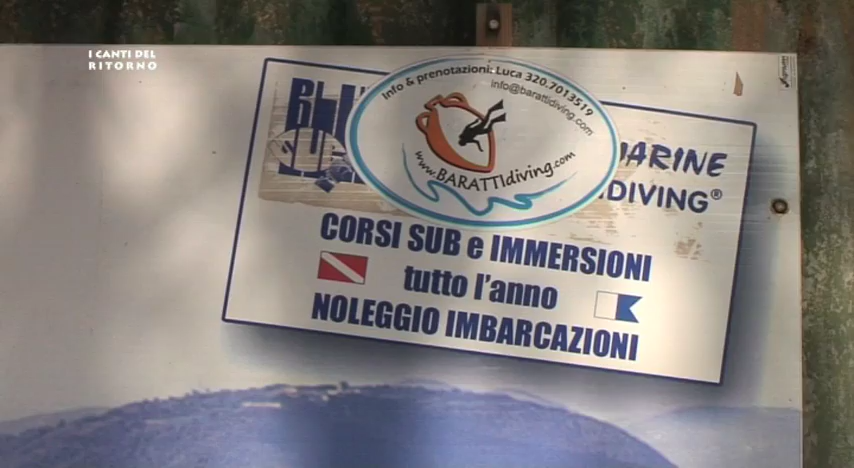 I CANTI DEL
RITORNO
Info & prenotazioni: Luca 320.7013519
info@barattidiving.com
www.BARATTIdiving.com
DIVING®
CORSI SUB e IMMERSIONI
tutto l'anno
NOLEGGIO IMBARCAZIONI